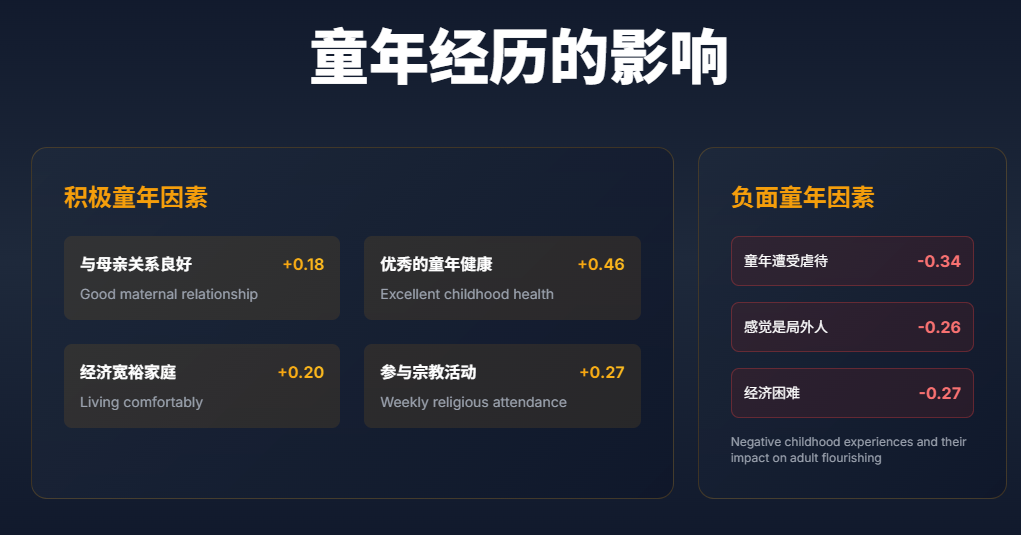 童年经历的影响
积极童年因素
与母亲关系良好 +0.18
Good maternal relationship
优秀的童年健康 +0.46
Excellent childhood health
经济宽裕家庭 +0.20
Living comfortably
参与宗教活动 +0.27
Weekly religious attendance
负面童年因素
童年遭受虐待 -0.34
感觉是局外人 -0.26
经济困难 -0.27
Negative childhood experiences and their
impact on adult flourishing